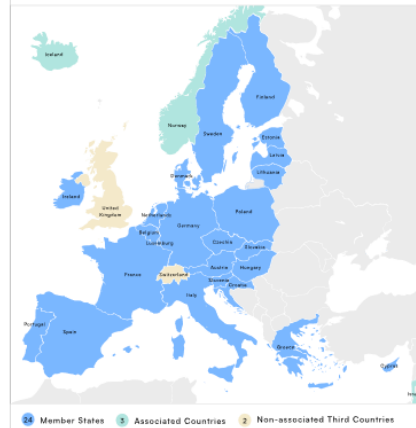 Iceland
Finland
Norway
Sweden
Estonia
Latvia
Lithuania
Denmark
Ireland
United
Kingdom
Netherlands
Poland
Germany
Belgium
Luxemburg
Czechia
Slovakia
France
Switzerland
Austria
Hungary
Slovenia
Croatia
Italy
Portugal
Spain
Greece
Cyprus
24 Member States 3 Associated Countries 2 Non-associated Third Countries